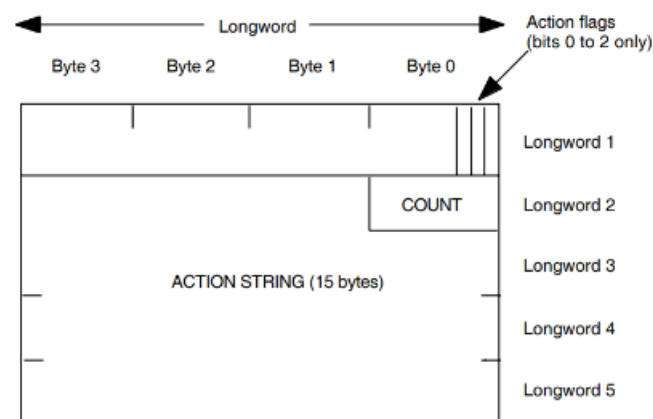 Longword
Action flags
(bits 0 to 2 only)
Byte 3
Byte 2
Byte 1
Byte 0
Longword 1
COUNT
Longword 2
Longword 3
ACTION STRING (15 bytes)
Longword 4
Longword 5